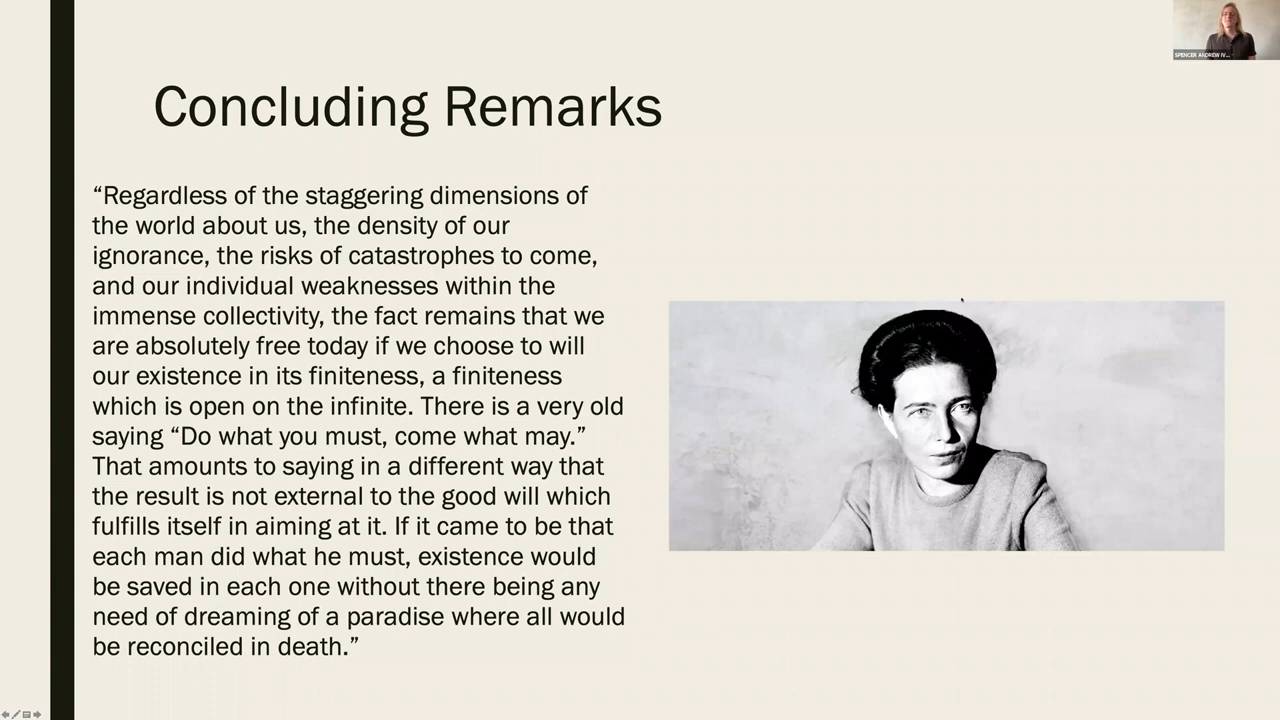 SPENCER ANDREW IV...
Concluding Remarks
“Regardless of the staggering dimensions of
the world about us, the density of our
ignorance, the risks of catastrophes to come,
and our individual weaknesses within the
immense collectivity, the fact remains that we
are absolutely free today if we choose to will
our existence in its finiteness, a finiteness
which is open on the infinite. There is a very old
saying “Do what you must, come what may.”
That amounts to saying in a different way that
the result is not external to the good will which
fulfills itself in aiming at it. If it came to be that
each man did what he must, existence would
be saved in each one without there being any
need of dreaming of a paradise where all would
be reconciled in death.”